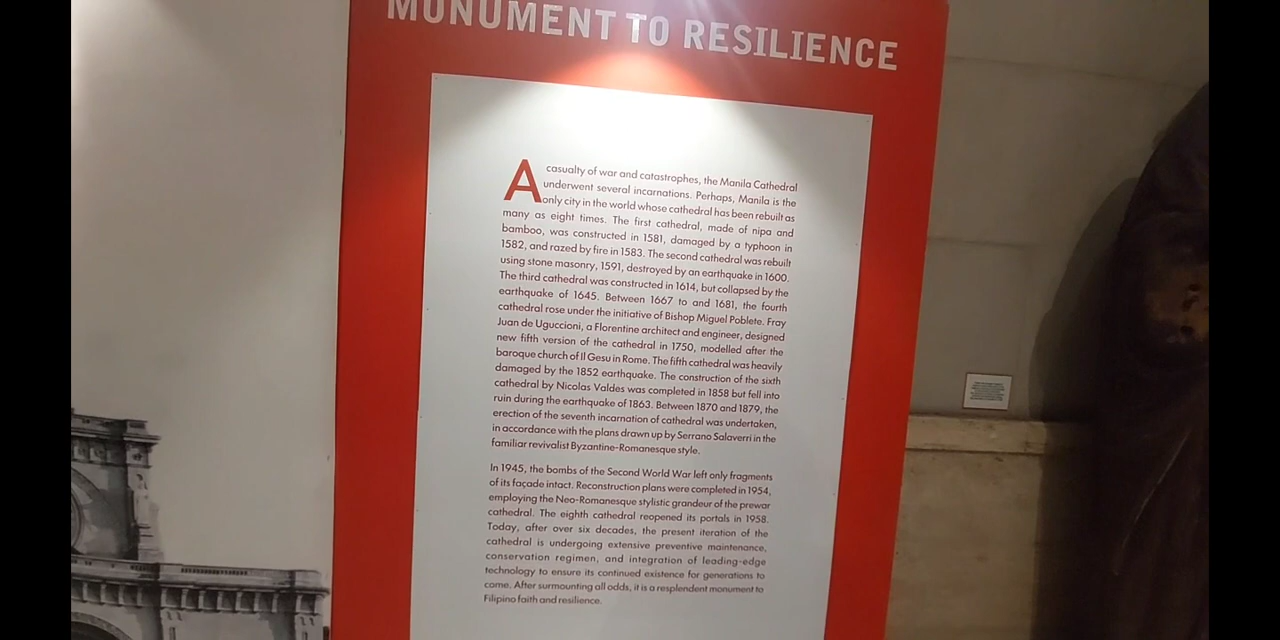 MONUMENT TO RESILIENCE
A casualty of war and catastrophes, the Manila Cathedral
underwent several incarnations. Perhaps, Manila is the
only city in the world whose cathedral has been rebuilt as
many as eight times. The first cathedral, made of nipa and
bamboo, was constructed in 1581, damaged by a typhoon in
1582, and razed by fire in 1583. The second cathedral was rebuilt
using stone masonry, 1591, destroyed by an earthquake in 1600.
The third cathedral was constructed in 1614, but collapsed by the
earthquake of 1645. Between 1667 to and 1681, the fourth
cathedral rose under the initiative of Bishop Miguel Poblete. Fray
Juan de Uguccioni, a Florentine architect and engineer, designed
new fifth version of the cathedral in 1750, modelled after the
baroque church of Il Gesu in Rome. The fifth cathedral was heavily
damaged by the 1852 earthquake. The construction of the sixth
cathedral by Nicolas Valdes was completed in 1858 but fell into
ruin during the earthquake of 1863. Between 1870 and 1879, the
erection of the seventh incarnation of cathedral was undertaken,
in accordance with the plans drawn up by Serrano Salaverri in the
familiar revivalist Byzantine-Romanesque style.
In 1945, the bombs of the Second World War left only fragments
of its façade intact. Reconstruction plans were completed in 1954,
employing the Neo-Romanesque stylistic grandeur of the prewar
cathedral. The eighth cathedral reopened its portals in 1958.
Today, after over six decades, the present iteration of the
cathedral is undergoing extensive preventive maintenance,
conservation regimen, and integration of leading-edge
technology to ensure its continued existence for generations to
come. After surmounting all odds, it is a resplendent monument to
Filipino faith and resilience.